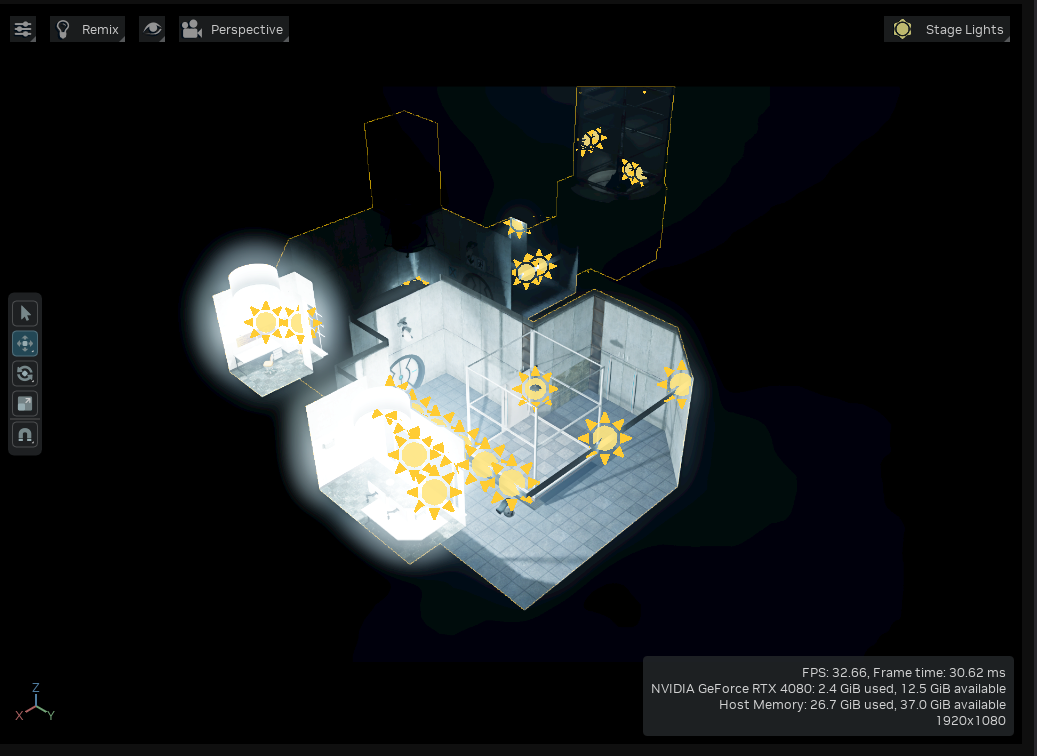 Remix
Perspective
Stage Lights
Z
X
Y
FPS: 32.66, Frame time: 30.62 ms
NVIDIA GeForce RTX 4080: 2.4 GiB used, 12.5 GiB available
Host Memory: 26.7 GiB used, 37.0 GiB available
1920x1080